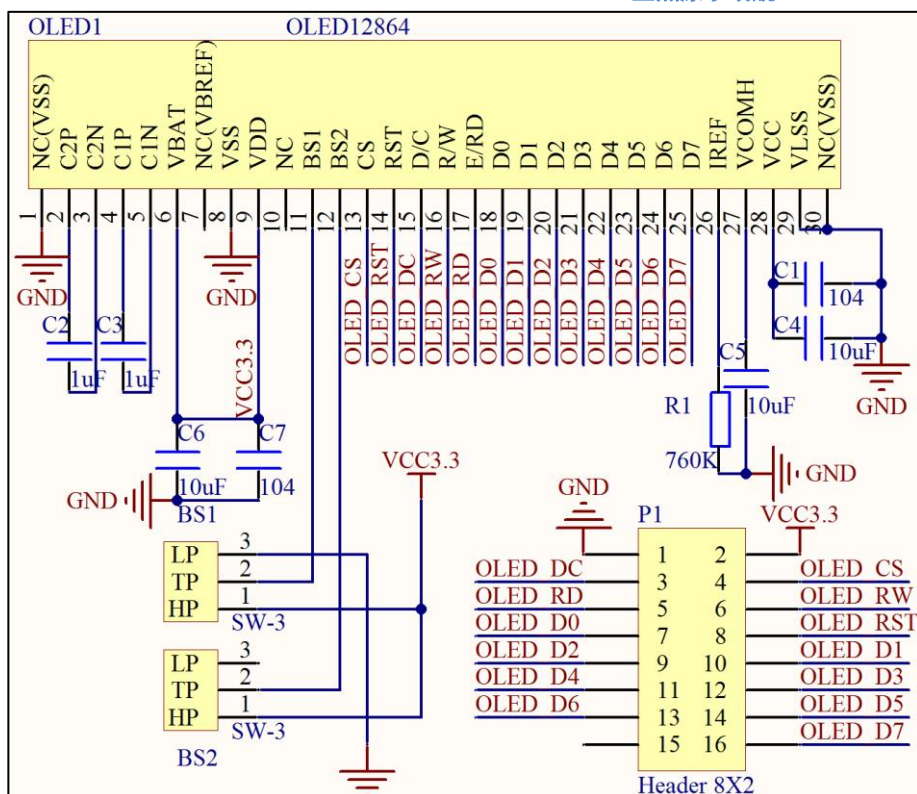 OLED1
OLED12864
NC(VSS)
C2P
C2N
C1P
C1N
VBAT
NC(VBREF)
VSS
VDD
NC
BS1
BS2
CS
RST
D/C
R/W
E/RD
D0
D1
D2
D3
D4
D5
D6
D7
IREF
VCOMH
VCC
VLSS
NC(VSS)
1
2
3
4
5
6
7
8
9
10
11
12
13
14
15
16
17
18
19
20
21
22
23
24
25
26
27
28
29
30
GND
GND
OLED CS
OLED RST
OLED DC
OLED RW
OLED RD
OLED D0
OLED D1
OLED D2
OLED D3
OLED D4
OLED D5
OLED D6
OLED D7
C1
104
C4
10uF
GND
C2
1uF
C3
1uF
VCC3.3
C5
10uF
R1
760K
GND
C6
10uF
C7
104
GND
VCC3.3
BS1
LP 3
TP 2
HP 1
SW-3
LP 3
TP 2
HP 1
SW-3
BS2
GND
P1
VCC3.3
1 2
OLED DC 3 4 OLED CS
OLED RD 5 6 OLED RW
OLED D0 7 8 OLED RST
OLED D2 9 10 OLED D1
OLED D4 11 12 OLED D3
OLED D6 13 14 OLED D5
15 16 OLED D7
Header 8X2